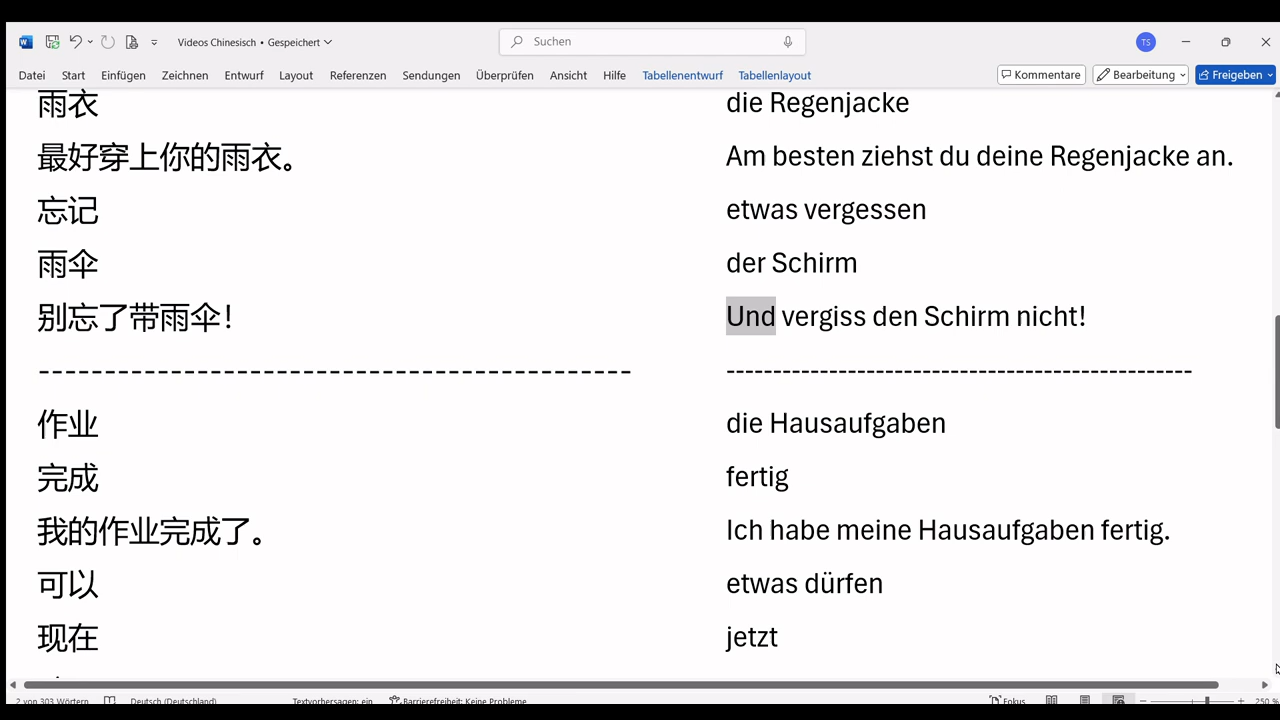 Videos Chinesisch • Gespeichert
Suchen
TS
Datei Start Einfügen Zeichnen Entwurf Layout Referenzen Sendungen Überprüfen Ansicht Hilfe Tabellenentwurf Tabellenlayout Kommentare Bearbeitung Freigeben
雨衣 die Regenjacke
最好穿上你的雨衣。 Am besten ziehst du deine Regenjacke an.
忘记 etwas vergessen
雨伞 der Schirm
别忘了带雨伞！ Und vergiss den Schirm nicht!
--------------------------------------------- --------------------------------------------------
作业 die Hausaufgaben
完成 fertig
我的作业完成了。 Ich habe meine Hausaufgaben fertig.
可以 etwas dürfen
现在 jetzt
2 von 303 Wörtern Deutsch (Deutschland) Textvorhersagen: ein Barrierefreiheit: Keine Probleme Fokus 250 %